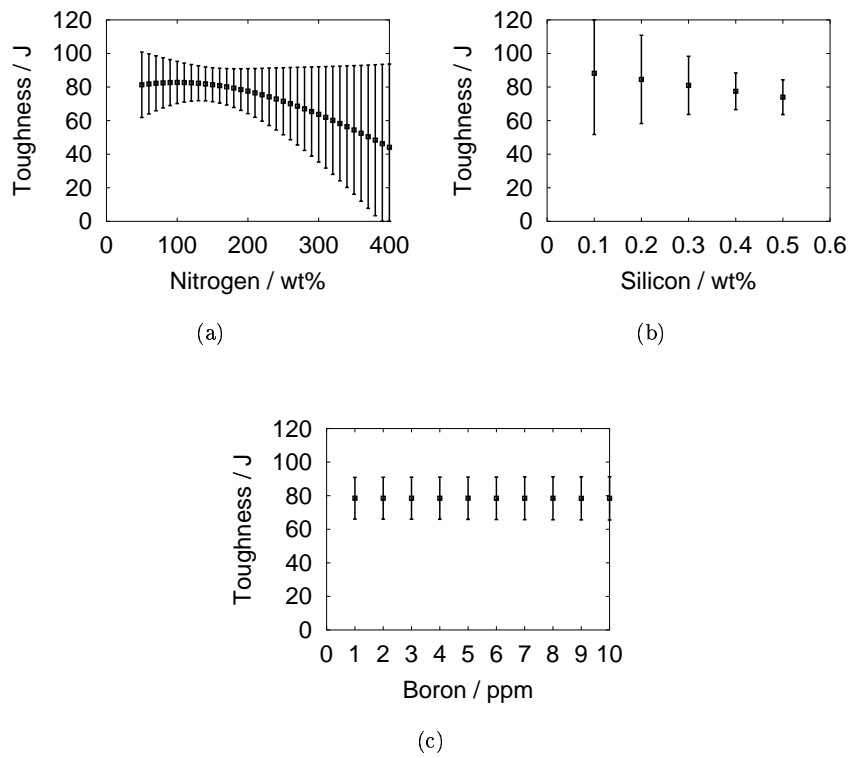 Toughness / J
120
100
80
60
40
20
0
0 100 200 300 400
Nitrogen / wt%
(a)
Toughness / J
120
100
80
60
40
20
0
0 0.1 0.2 0.3 0.4 0.5 0.6
Silicon / wt%
(b)
Toughness / J
120
100
80
60
40
20
0
0 1 2 3 4 5 6 7 8 9 10
Boron / ppm
(c)